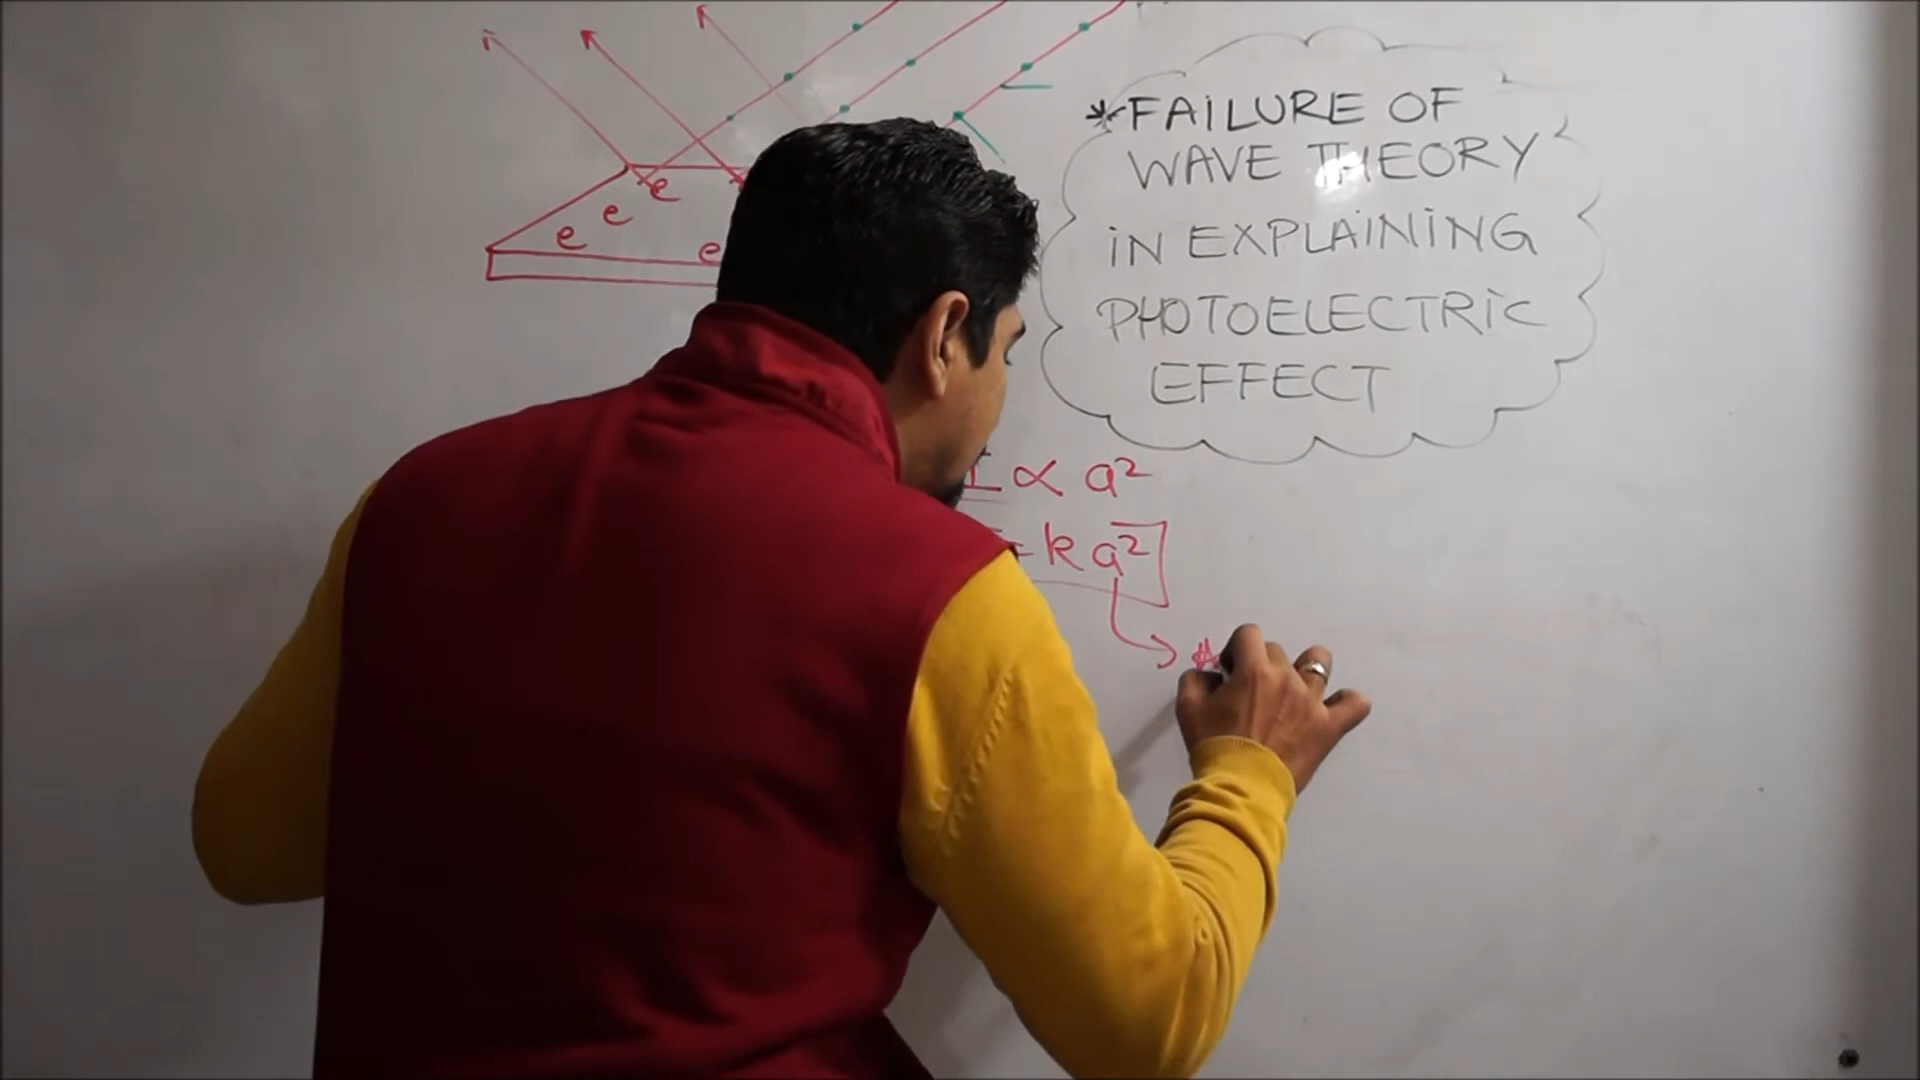 *FAILURE OF
WAVE THEORY
IN EXPLAINING
PHOTOELECTRIC
EFFECT
e
e
e
e
I ∝ a²
= k a²